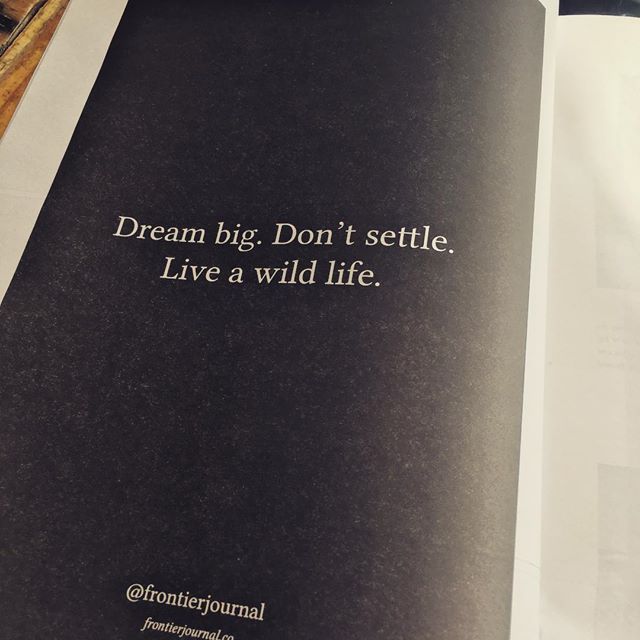 Dream big. Don't settle.
Live a wild life.
@frontierjournal
frontierjournal.co